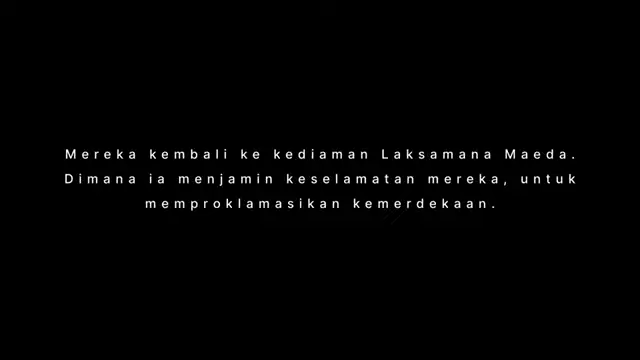 Mereka kembali ke kediaman Laksamana Maeda.
Dimana ia menjamin keselamatan mereka, untuk
memproklamasikan kemerdekaan.